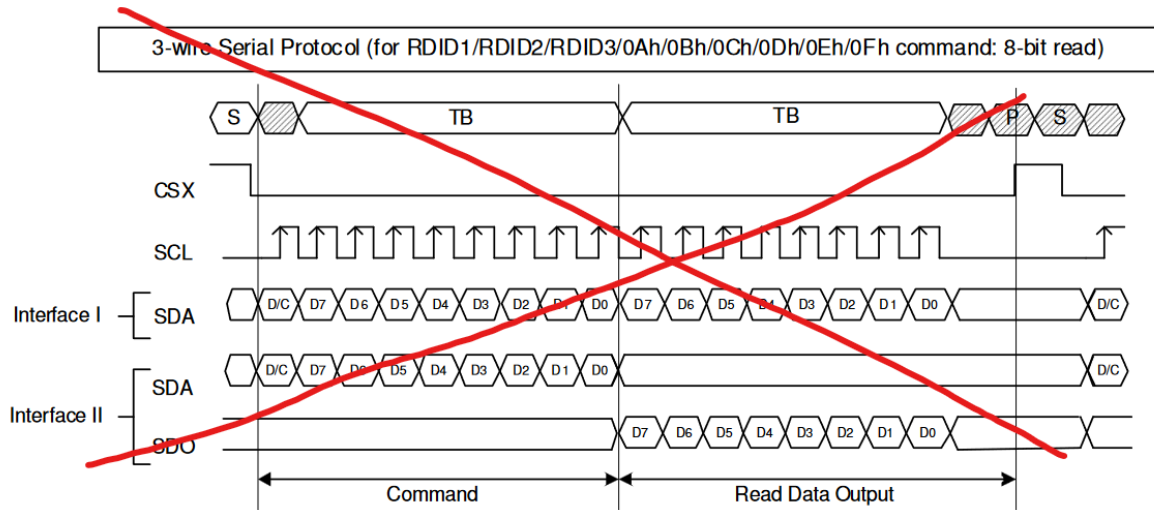 3-wire Serial Protocol (for RDID1/RDID2/RDID3/0Ah/0Bh/0Ch/0Dh/0Eh/0Fh command: 8-bit read)
S TB TB P S
CSX
SCL
Interface I SDA D/C D7 D6 D5 D4 D3 D2 D1 D0 D7 D6 D5 D4 D3 D2 D1 D0 D/C
Interface II SDA D/C D7 D6 D5 D4 D3 D2 D1 D0 D/C
SDO D7 D6 D5 D4 D3 D2 D1 D0
Command Read Data Output